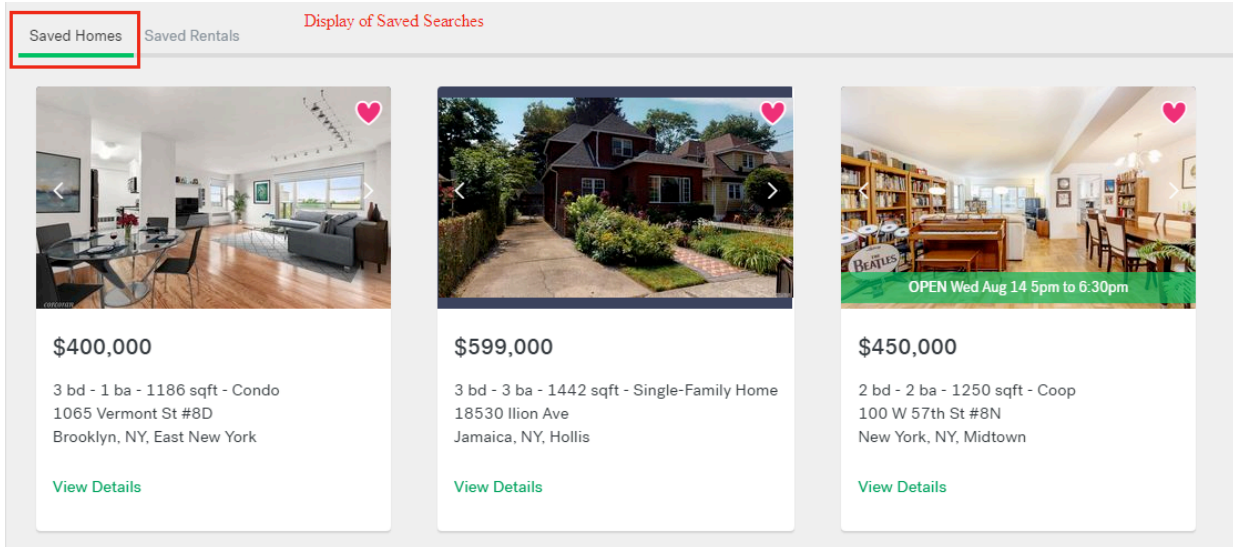 Display of Saved Searches
Saved Homes Saved Rentals
corcoran
THE
BEATLES
OPEN Wed Aug 14 5pm to 6:30pm
$400,000
3 bd - 1 ba - 1186 sqft - Condo
1065 Vermont St #8D
Brooklyn, NY, East New York
View Details
$599,000
3 bd - 3 ba - 1442 sqft - Single-Family Home
18530 Ilion Ave
Jamaica, NY, Hollis
View Details
$450,000
2 bd - 2 ba - 1250 sqft - Coop
100 W 57th St #8N
New York, NY, Midtown
View Details